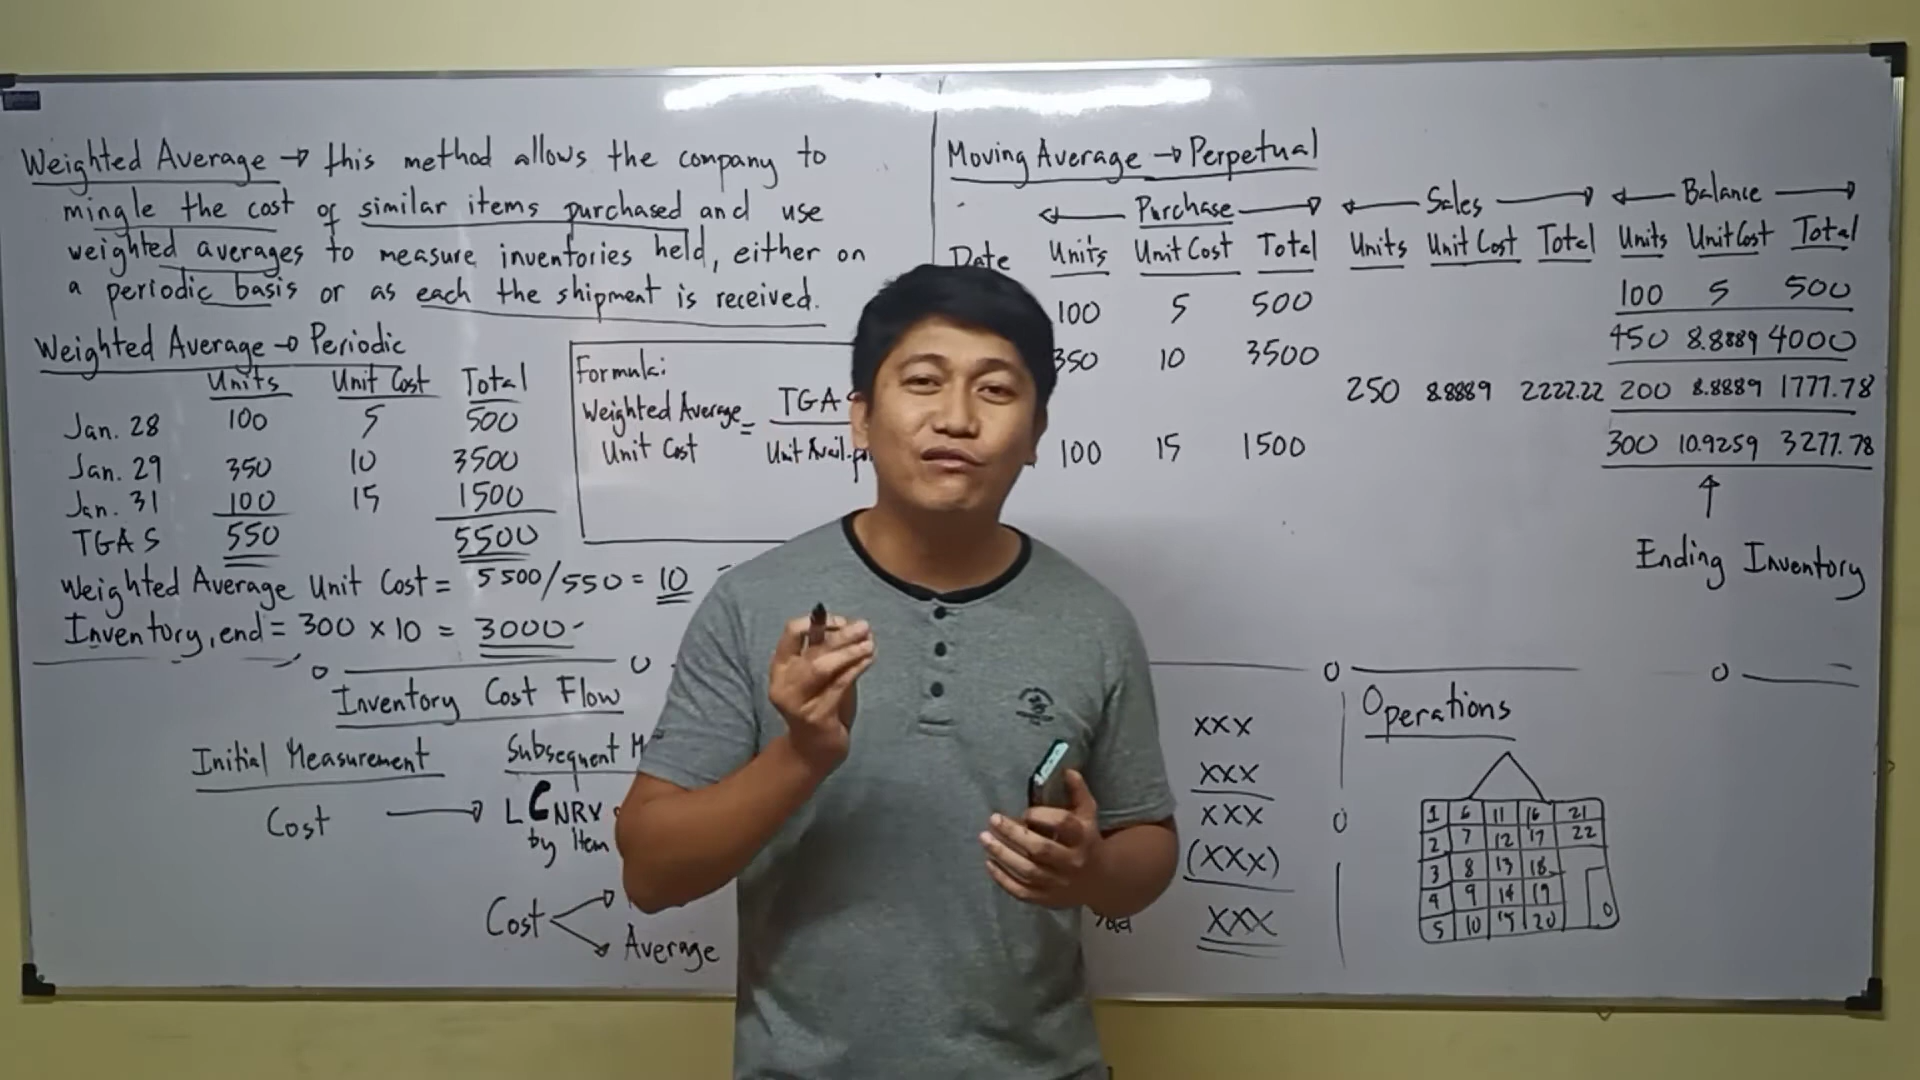 Weighted Average → this method allows the company to
mingle the cost of similar items purchased and use
weighted averages to measure inventories held, either on
a periodic basis or as each the shipment is received.
Weighted Average → Periodic
Units Unit Cost Total
Jan. 28 100 5 500
Jan. 29 350 10 3500
Jan. 31 100 15 1500
TGAS 550 5500
Formula:
Weighted Average
Unit Cost
= TGAS
Unit Avail.
Weighted Average Unit Cost = 5500/550 = 10
Inventory, end = 300 x 10 = 3000
Moving Average → Perpetual
Purchase Sales Balance
Date Units Unit Cost Total Units Unit Cost Total Units Unit Cost Total
100 5 500 100 5 500
350 10 3500 450 8.8889 4000
250 8.8889 2222.22 200 8.8889 1777.78
100 15 1500 300 10.9259 3277.78
Ending Inventory
Inventory Cost Flow
Initial Measurement Subsequent
Cost → LCNRV
by Item
Cost
Average
XXX
XXX
XXX
(XXX)
XXX
Operations
1 6 11 16 21
2 7 12 17 22
3 8 13 18
4 9 14 19
5 10 15 20